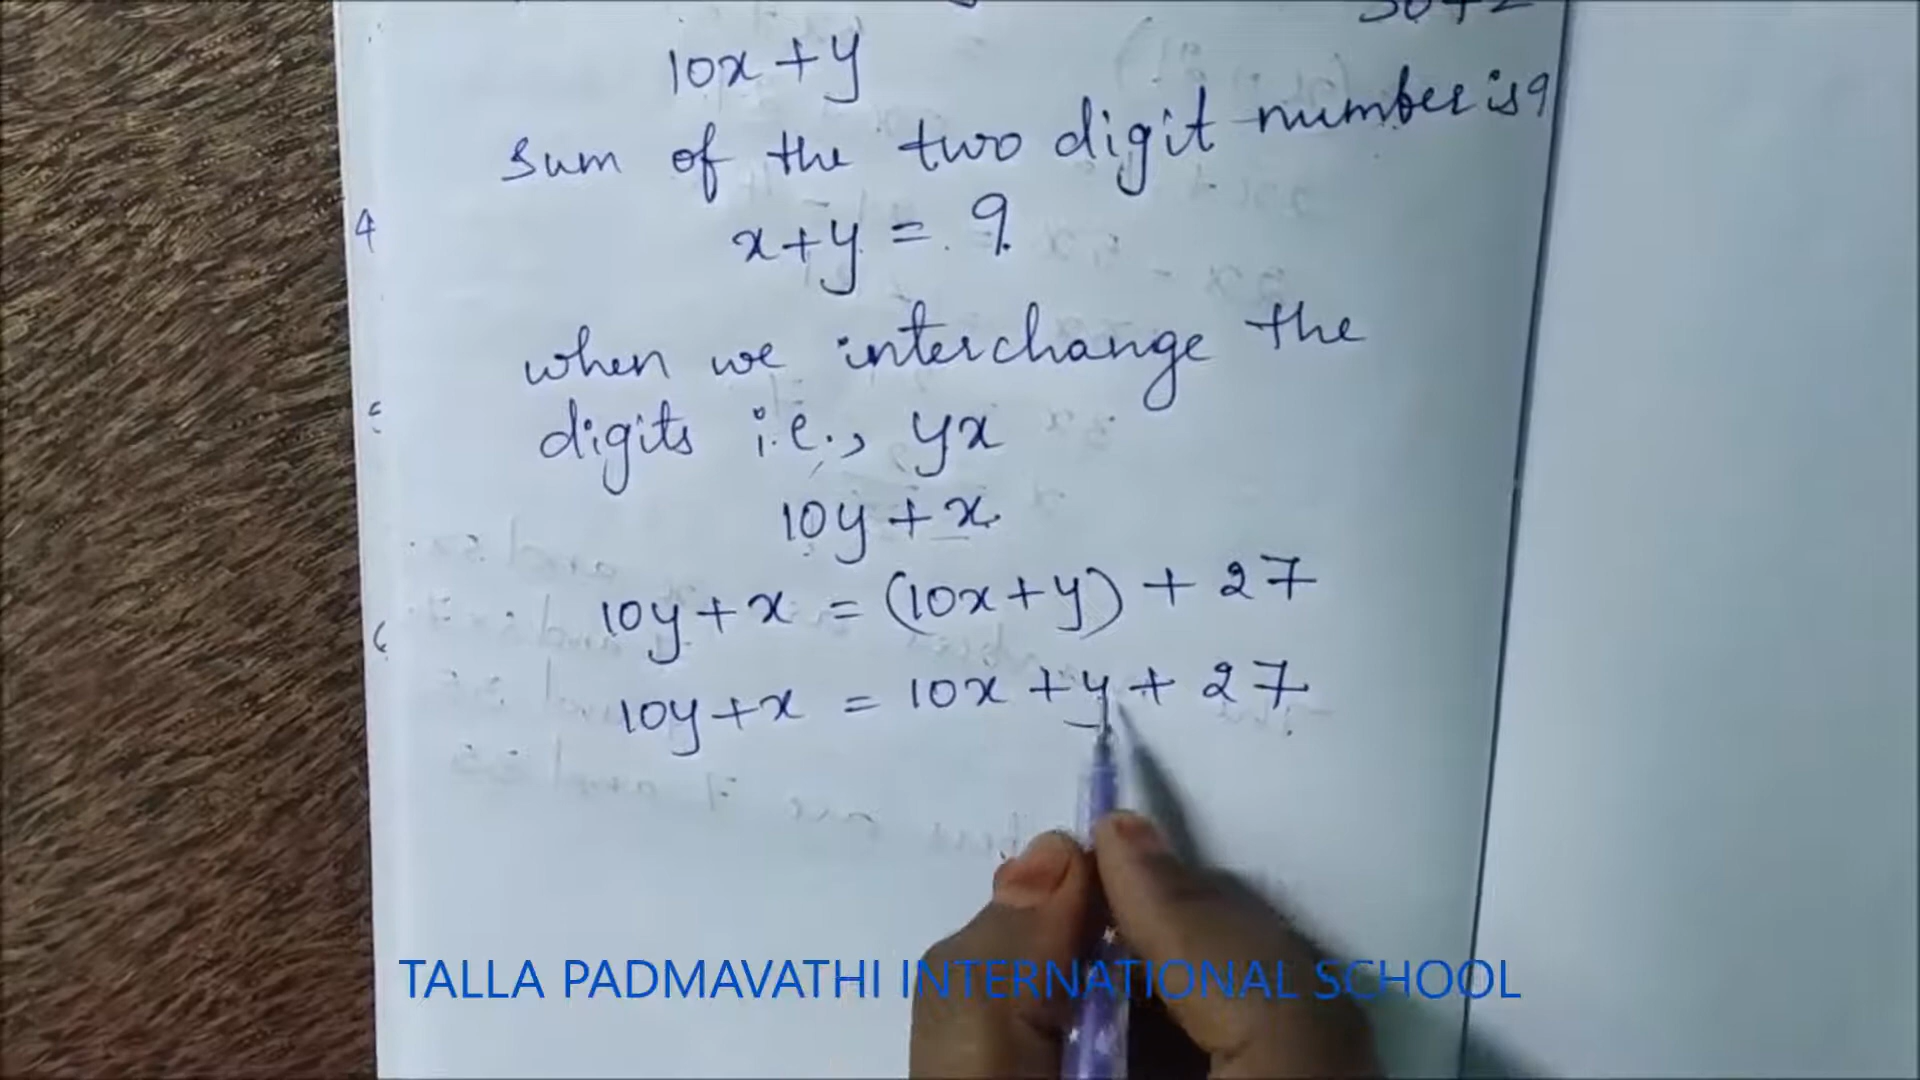 10x + y
sum of the two digit number is 9
4
x + y = 9
when we interchange the
digits i.e., yx
10y + x
10y + x = (10x + y) + 27
10y + x = 10x + y + 27
TALLA PADMAVATHI INTERNATIONAL SCHOOL